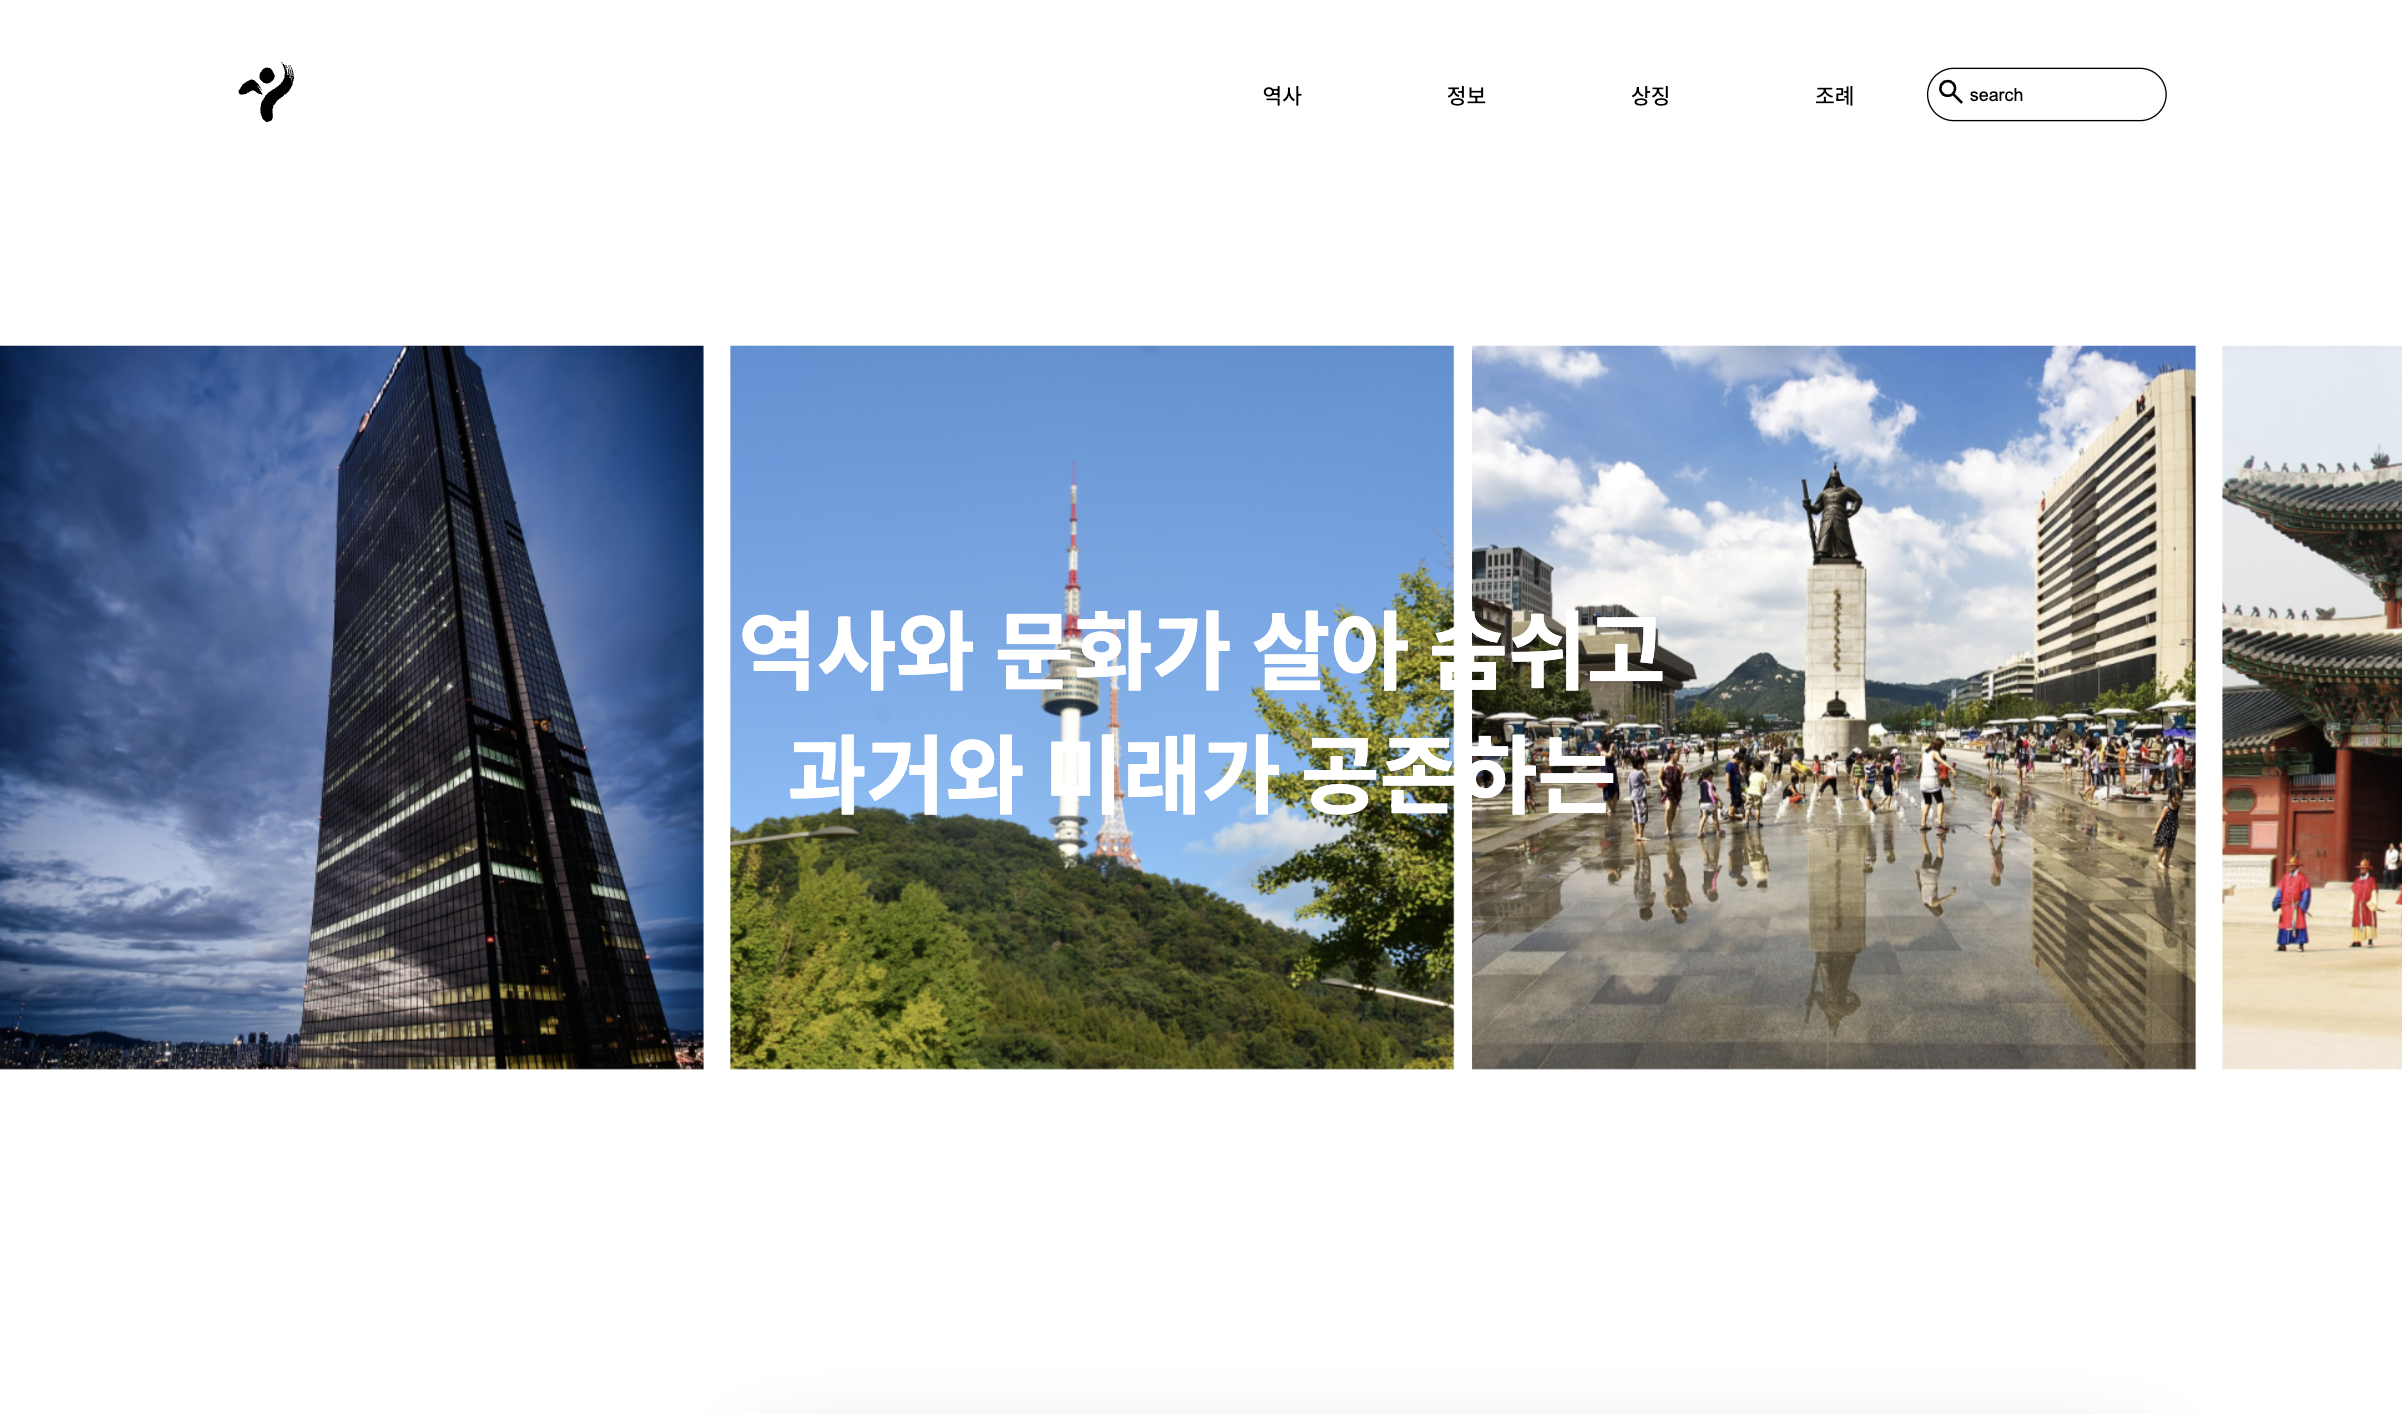 역사
정보
상징
조례
search
역사와 문화가 살아 숨쉬고
과거와 미래가 공존하는